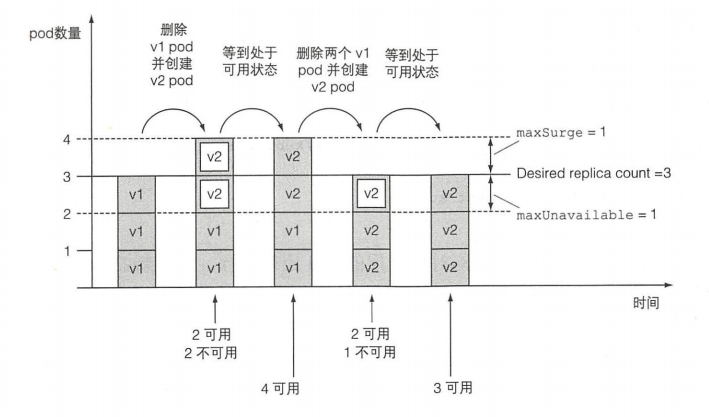 pod数量
删除
v1 pod
并创建
v2 pod
等到处于
可用状态
删除两个 v1
pod 并创建
v2 pod
等到处于
可用状态
4
3
2
1
v1
v1
v1
v2
v2
v1
v1
v2
v2
v1
v1
v2
v2
v2
v2
v2
v2
maxSurge = 1
Desired replica count =3
maxUnavailable = 1
时间
2 可用
2 不可用
4 可用
2 可用
1 不可用
3 可用